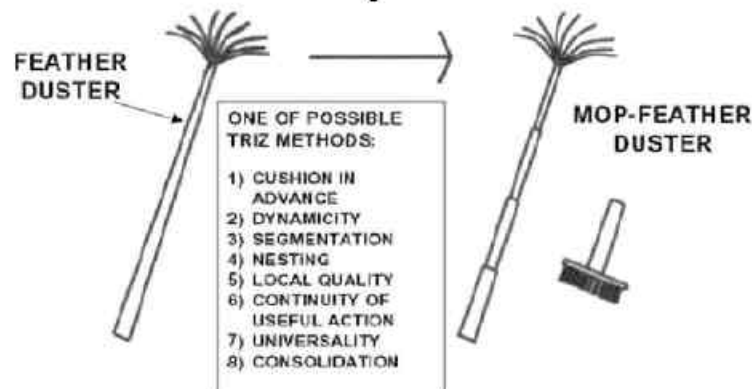 FEATHER
DUSTER
ONE OF POSSIBLE
TRIZ METHODS:
1) CUSHION IN
ADVANCE
2) DYNAMICITY
3) SEGMENTATION
4) NESTING
5) LOCAL QUALITY
6) CONTINUITY OF
USEFUL ACTION
7) UNIVERSALITY
8) CONSOLIDATION
MOP-FEATHER
DUSTER